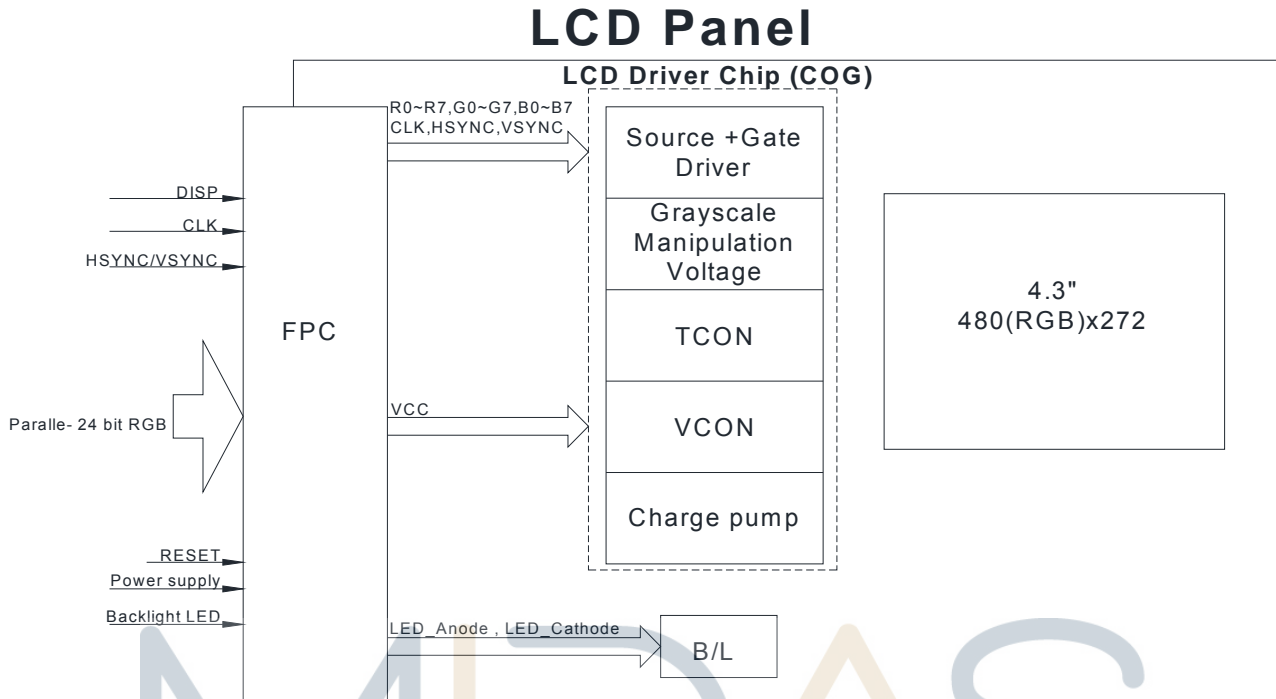 LCD Panel
LCD Driver Chip (COG)
R0~R7,G0~G7,B0~B7
CLK,HSYNC,VSYNC
Source +Gate
Driver
DISP
CLK
HSYNC/VSYNC
Grayscale
Manipulation
Voltage
4.3"
480(RGB)x272
FPC
TCON
Paralle- 24 bit RGB
VCC
VCON
Charge pump
RESET
Power supply
Backlight LED
LED_Anode , LED_Cathode
B/L
MIDAS